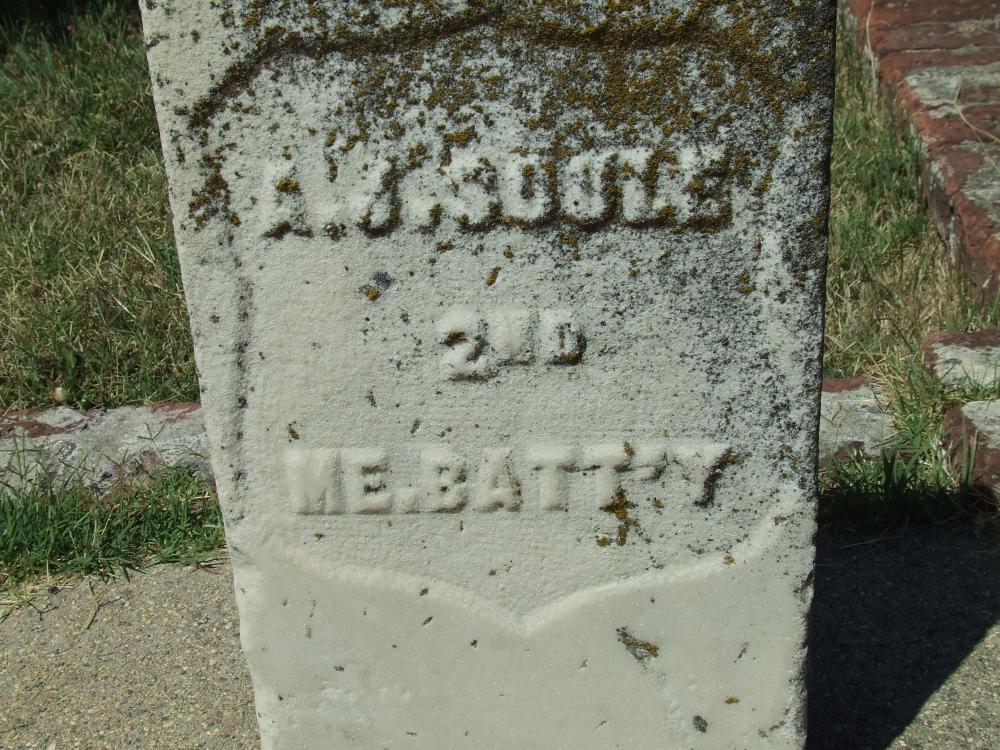 A. J. SOULE
2ND
ME. BATT'Y